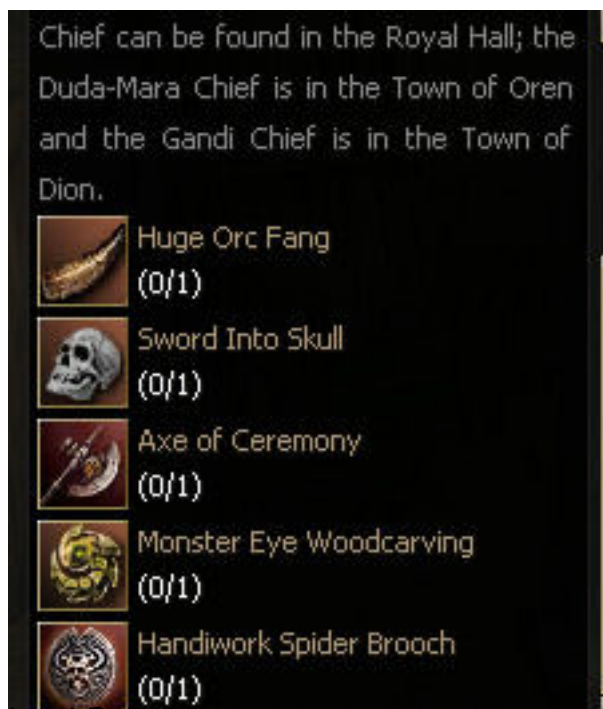 Chief can be found in the Royal Hall; the
Duda-Mara Chief is in the Town of Oren
and the Gandi Chief is in the Town of
Dion.
Huge Orc Fang
(0/1)
Sword Into Skull
(0/1)
Axe of Ceremony
(0/1)
Monster Eye Woodcarving
(0/1)
Handiwork Spider Brooch
(0/1)